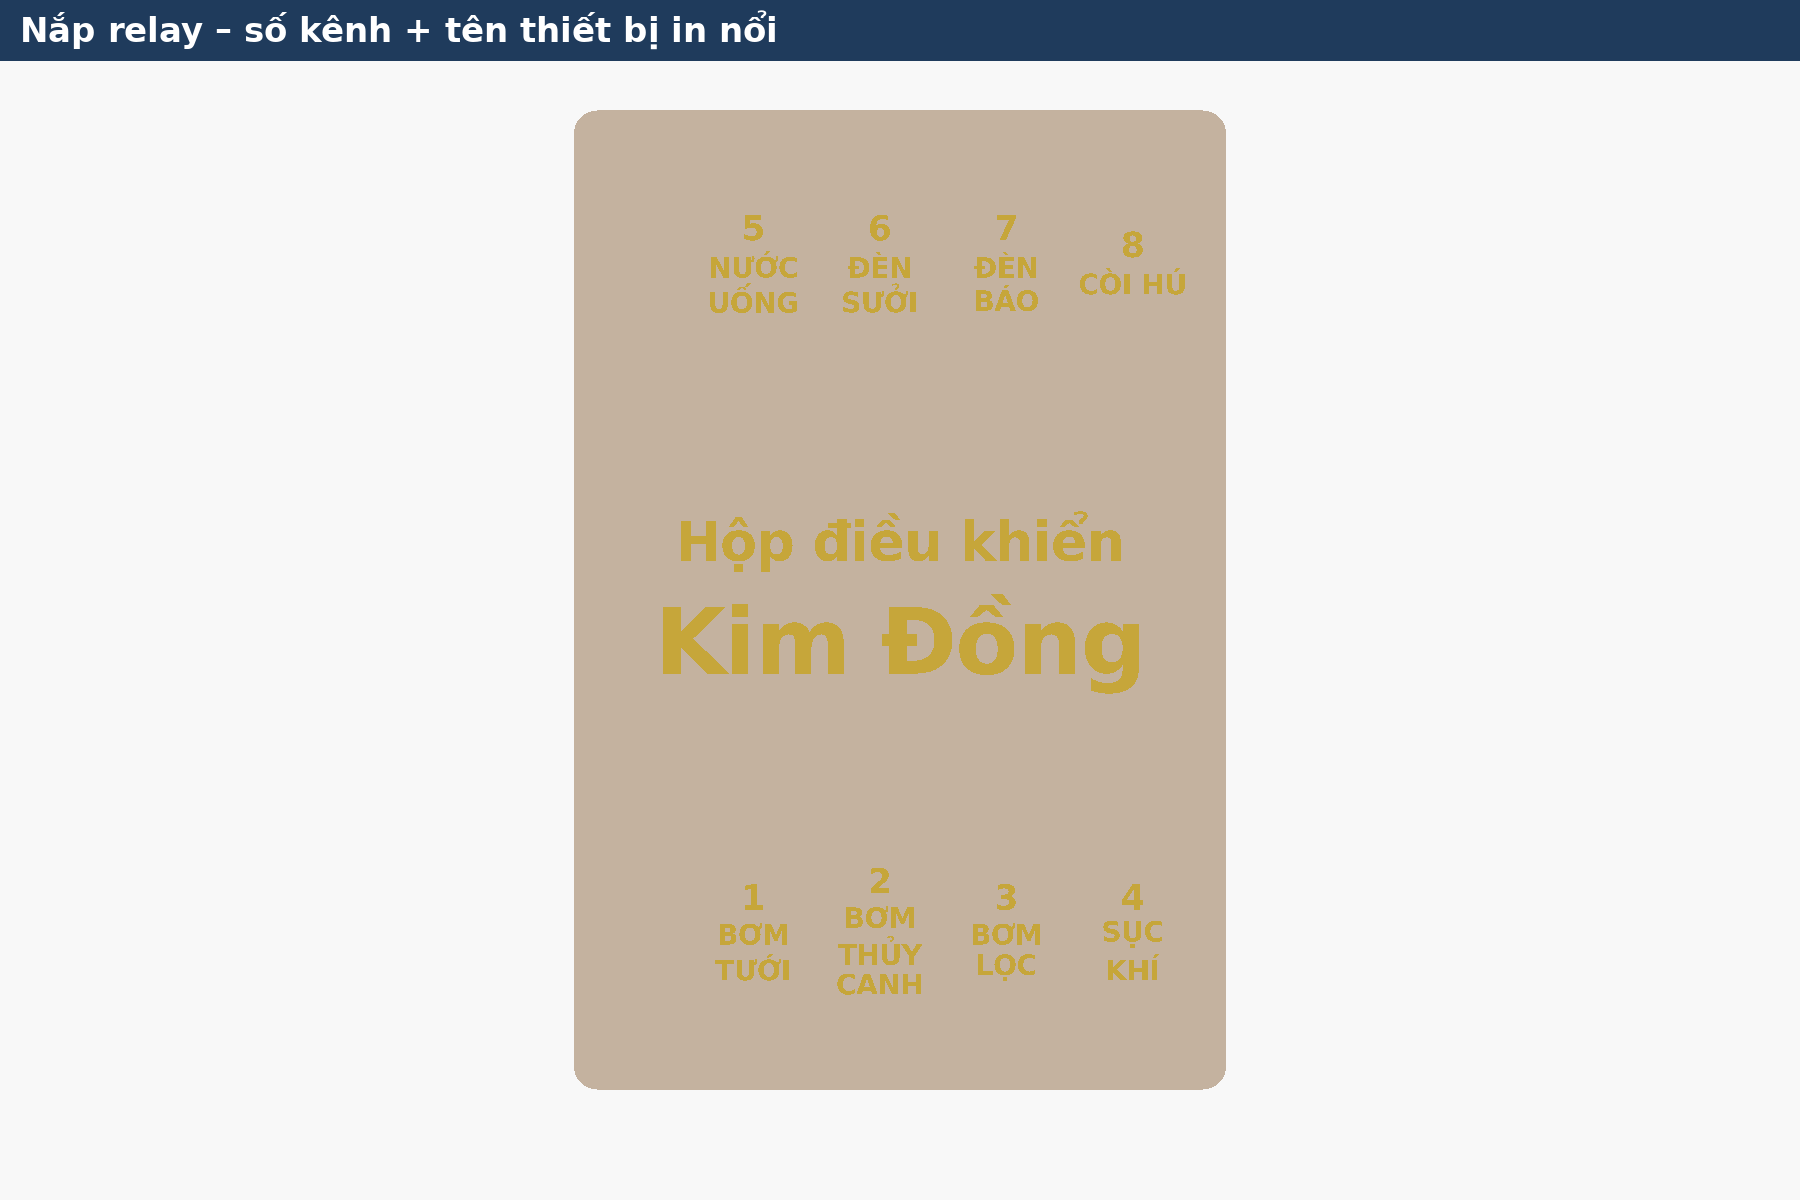 Nắp relay – số kênh + tên thiết bị in nổi
5
NƯỚC
UỐNG
6
ĐÈN
SƯỞI
7
ĐÈN
BÁO
8
CÒI HÚ
Hộp điều khiển
Kim Đồng
1
BƠM
TƯỚI
2
BƠM
THỦY
CANH
3
BƠM
LỌC
4
SỤC
KHÍ